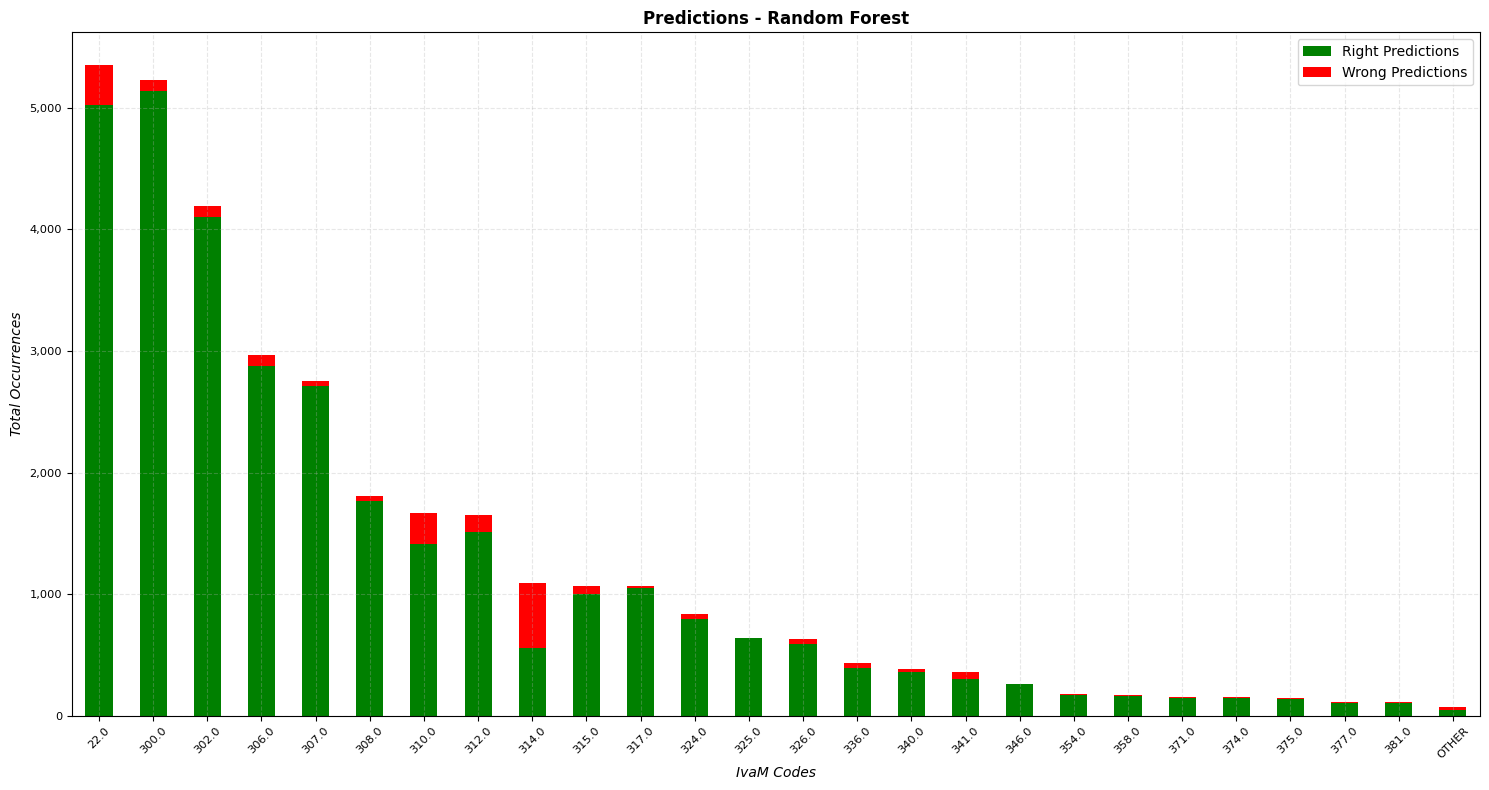 Predictions - Random Forest
Right Predictions
Wrong Predictions
Total Occurrences
5,000
4,000
3,000
2,000
1,000
0
22.0 300.0 302.0 306.0 307.0 308.0 310.0 312.0 314.0 315.0 317.0 324.0 325.0 326.0 336.0 340.0 341.0 346.0 354.0 358.0 371.0 374.0 375.0 377.0 381.0 OTHER
IvaM Codes